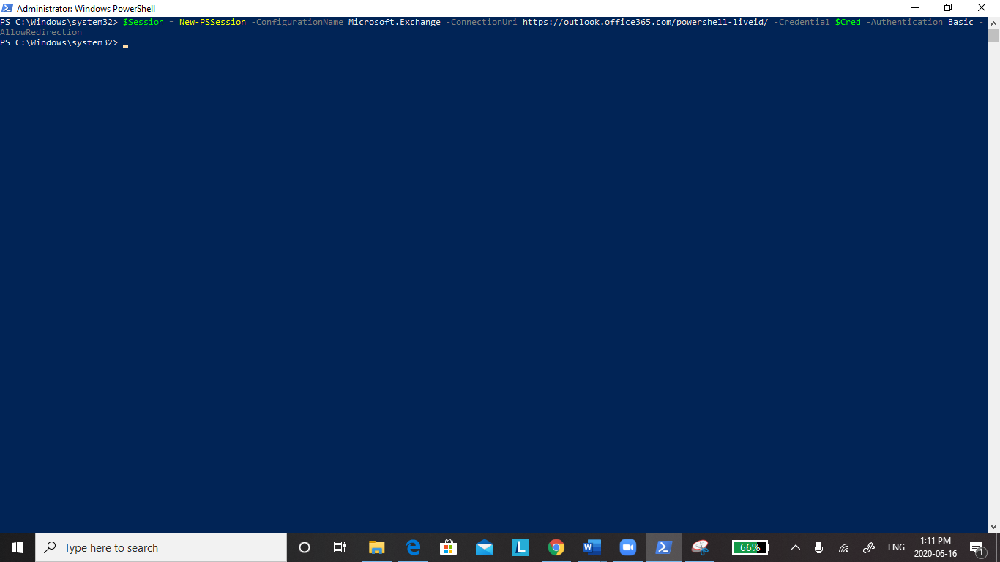 Administrator: Windows PowerShell
PS C:\Windows\system32> $Session = New-PSSession -ConfigurationName Microsoft.Exchange -ConnectionUri https://outlook.office365.com/powershell-liveid/ -Credential $Cred -Authentication Basic -
AllowRedirection
PS C:\Windows\system32>
Type here to search
L
66%
ENG
1:11 PM
2020-06-16
1